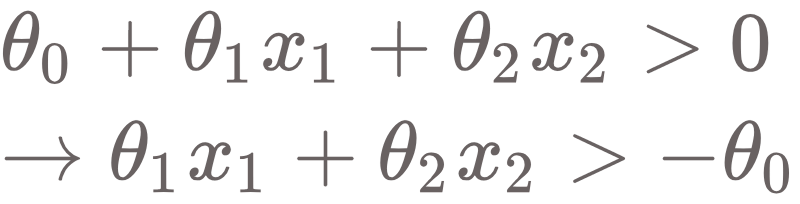 θ₀ + θ₁x₁ + θ₂x₂ > 0
→ θ₁x₁ + θ₂x₂ > −θ₀